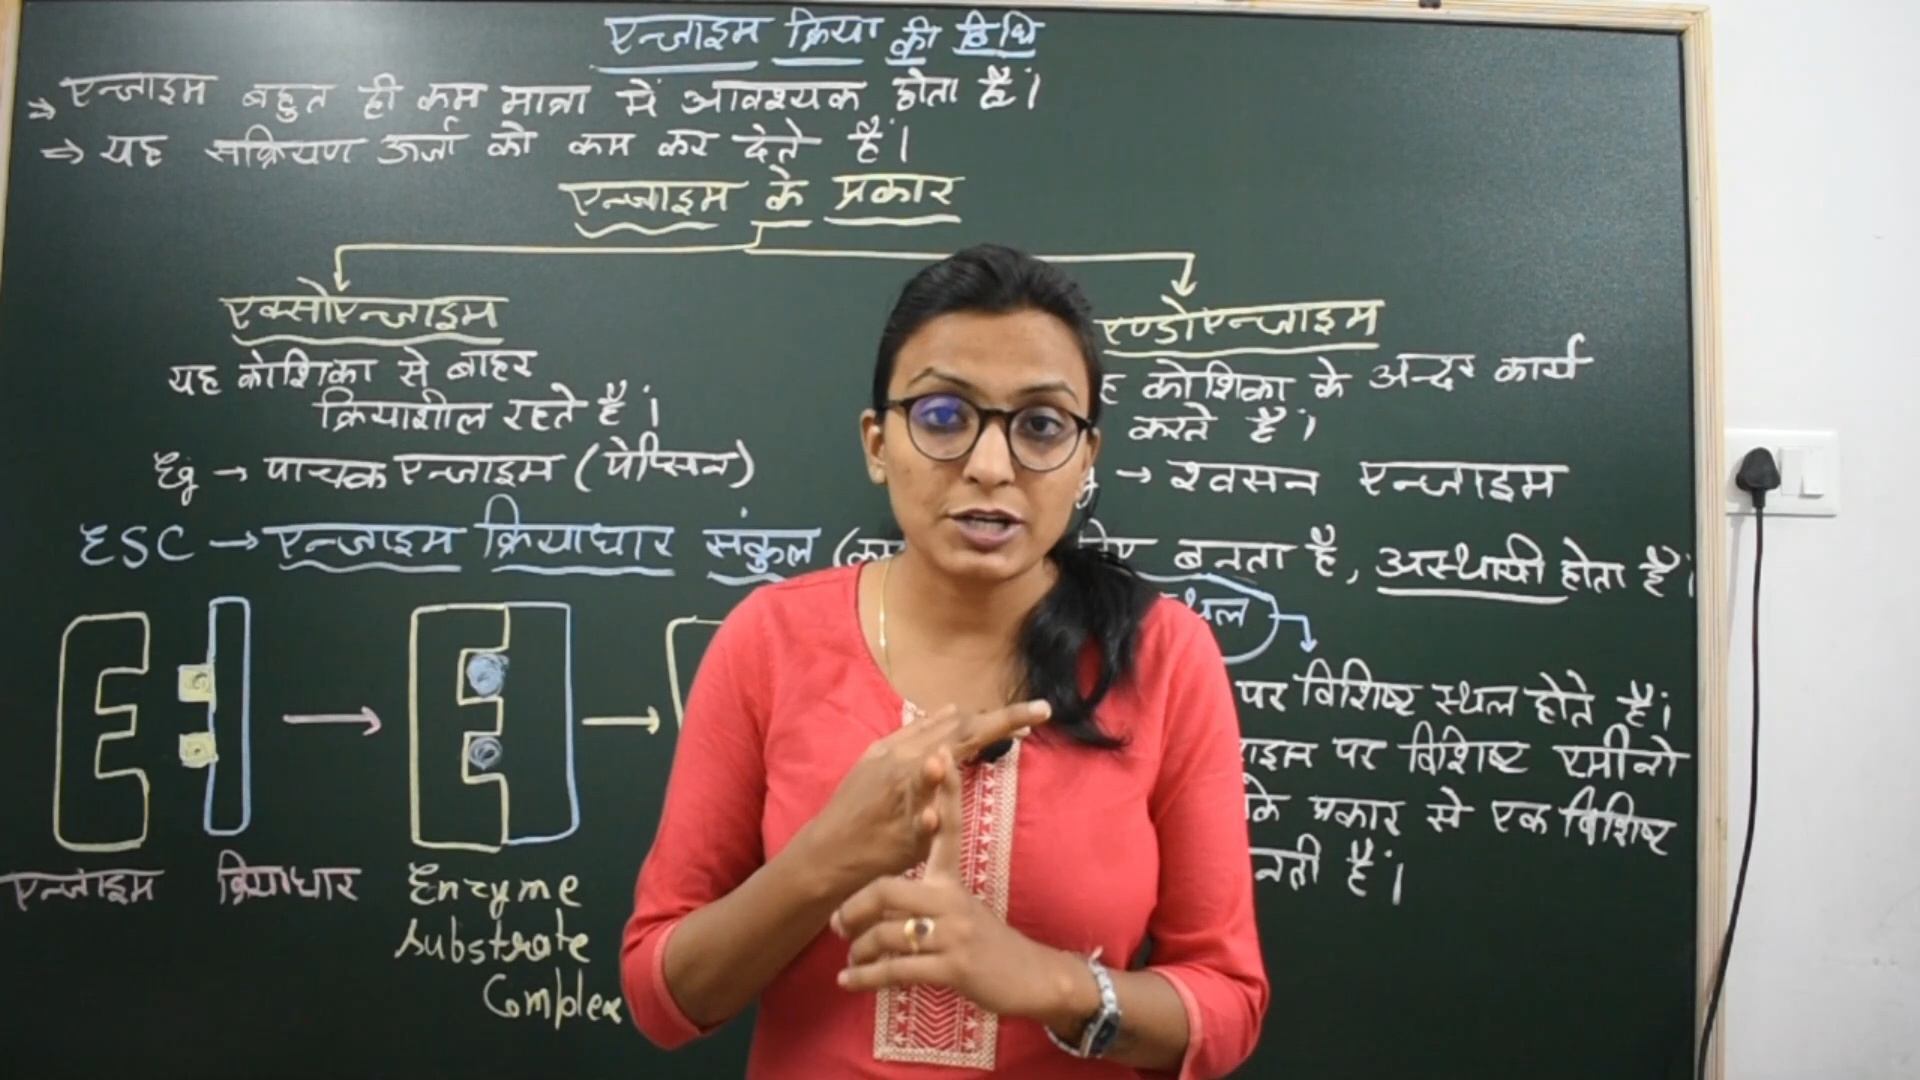 एन्जाइम क्रिया की विधि
⇒ एन्जाइम बहुत ही कम मात्रा में आवश्यक होता है।
⇒ यह सक्रियण ऊर्जा को कम कर देते हैं।
एन्जाइम के प्रकार
एक्सोएन्जाइम
यह कोशिका से बाहर
क्रियाशील रहते हैं।
Eg → पाचक एन्जाइम (पेप्सिन)
एण्डोएन्जाइम
कोशिका के अन्दर कार्य
करते हैं।
→ श्वसन एन्जाइम
ESC → एन्जाइम क्रियाधार संकुल ( बनता है, अस्थायी होता है।
पर विशिष्ट स्थल होते हैं।
पर विशिष्ट एमीनो
प्रकार से एक विशिष्ट
हैं।
एन्जाइम
क्रियाधार
Enzyme
Substrate
Complex